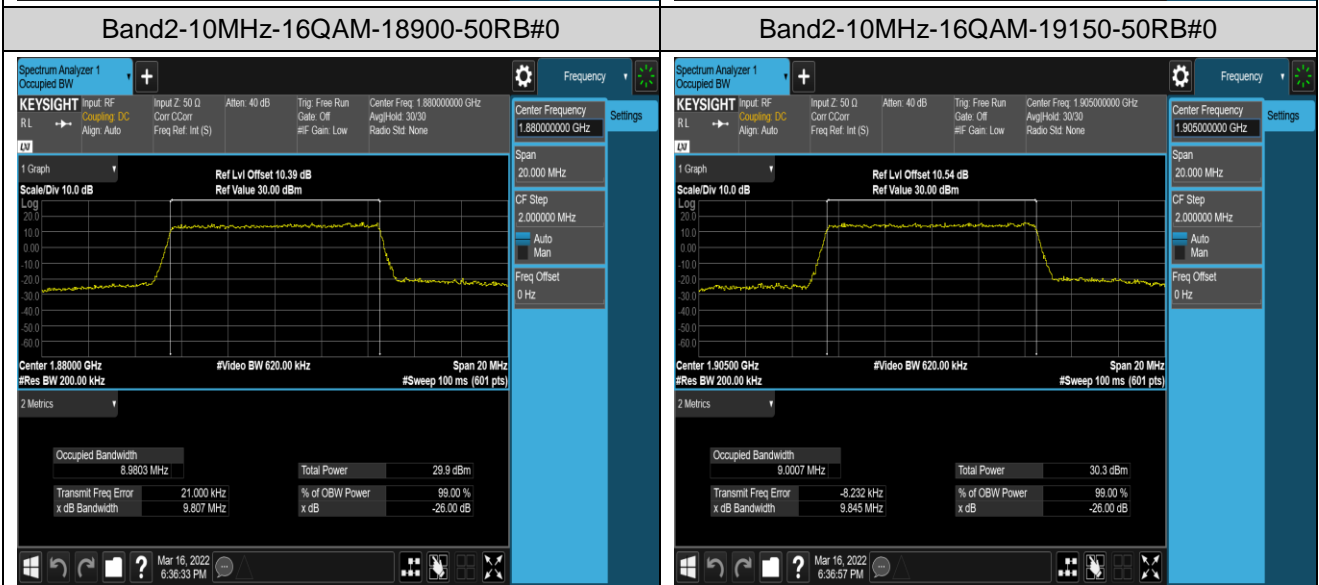 Band2-10MHz-16QAM-18900-50RB#0
Spectrum Analyzer 1
Occupied BW
+
Frequency
KEYSIGHT
RL
LXI
Input: RF
Coupling: DC
Align: Auto
Input Z: 50 Ω
Corr CCorr
Freq Ref: Int (S)
Atten: 40 dB
Trig: Free Run
Gate: Off
#IF Gain: Low
Center Freq: 1.880000000 GHz
Avg|Hold: 30/30
Radio Std: None
Center Frequency
1.880000000 GHz
Settings
Span
20.000 MHz
CF Step
2.000000 MHz
Auto
Man
Freq Offset
0 Hz
1 Graph
Scale/Div 10.0 dB
Ref Lvl Offset 10.39 dB
Ref Value 30.00 dBm
Log
20.0
10.0
0.00
-10.0
-20.0
-30.0
-40.0
-50.0
-60.0
Center 1.88000 GHz
#Video BW 620.00 kHz
Span 20 MHz
#Res BW 200.00 kHz
#Sweep 100 ms (601 pts)
2 Metrics
Occupied Bandwidth
8.9803 MHz
Total Power 29.9 dBm
Transmit Freq Error 21.000 kHz
% of OBW Power 99.00 %
x dB Bandwidth 9.807 MHz
x dB -26.00 dB
?
Mar 16, 2022
6:36:33 PM
Band2-10MHz-16QAM-19150-50RB#0
Spectrum Analyzer 1
Occupied BW
+
Frequency
KEYSIGHT
RL
LXI
Input: RF
Coupling: DC
Align: Auto
Input Z: 50 Ω
Corr CCorr
Freq Ref: Int (S)
Atten: 40 dB
Trig: Free Run
Gate: Off
#IF Gain: Low
Center Freq: 1.905000000 GHz
Avg|Hold: 30/30
Radio Std: None
Center Frequency
1.905000000 GHz
Settings
Span
20.000 MHz
CF Step
2.000000 MHz
Auto
Man
Freq Offset
0 Hz
1 Graph
Scale/Div 10.0 dB
Ref Lvl Offset 10.54 dB
Ref Value 30.00 dBm
Log
20.0
10.0
0.00
-10.0
-20.0
-30.0
-40.0
-50.0
-60.0
Center 1.90500 GHz
#Video BW 620.00 kHz
Span 20 MHz
#Res BW 200.00 kHz
#Sweep 100 ms (601 pts)
2 Metrics
Occupied Bandwidth
9.0007 MHz
Total Power 30.3 dBm
Transmit Freq Error -8.232 kHz
% of OBW Power 99.00 %
x dB Bandwidth 9.845 MHz
x dB -26.00 dB
?
Mar 16, 2022
6:36:57 PM